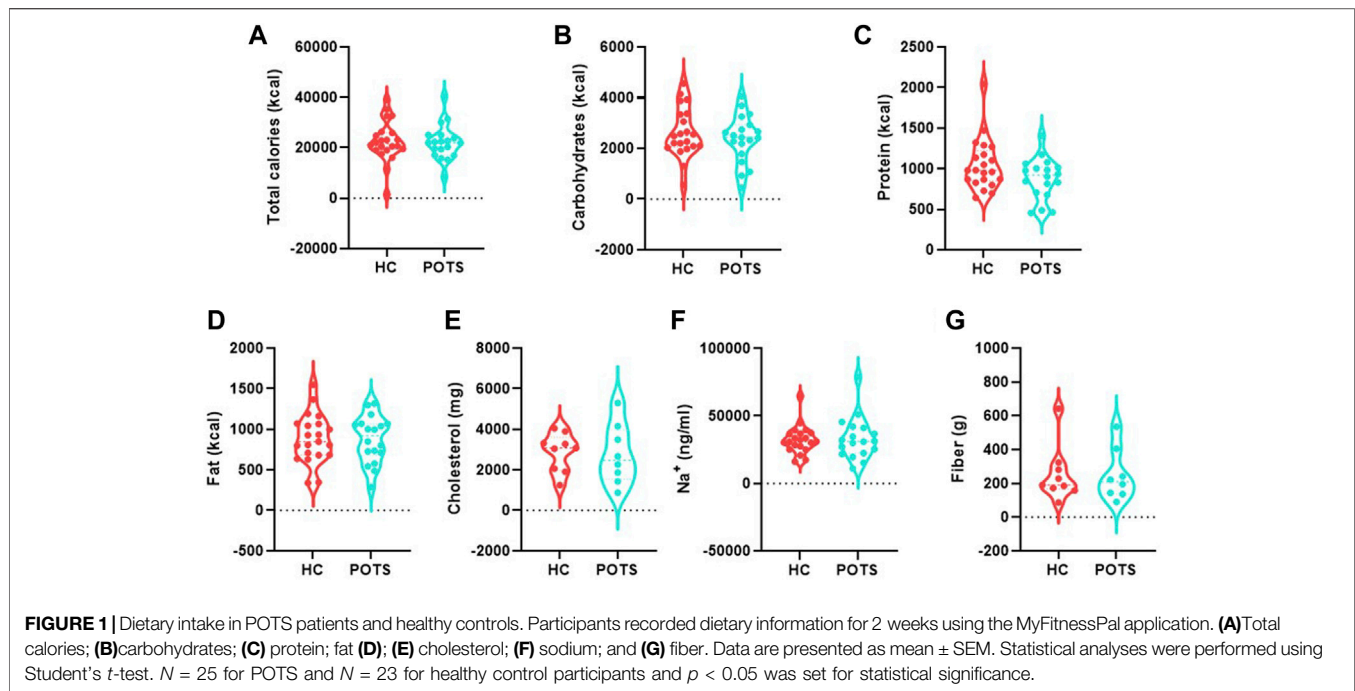 A
B
C
60000
40000
20000
0
-20000
Total calories (kcal)
HC POTS
6000
4000
2000
0
-2000
Carbohydrates (kcal)
HC POTS
2500
2000
1500
1000
500
0
Protein (kcal)
HC POTS
D
E
F
G
2000
1500
1000
500
0
-500
Fat (kcal)
HC POTS
8000
6000
4000
2000
0
-2000
Cholesterol (mg)
HC POTS
100000
50000
0
-50000
Na⁺ (ng/ml)
HC POTS
1000
800
600
400
200
0
-200
Fiber (g)
HC POTS
FIGURE 1 | Dietary intake in POTS patients and healthy controls. Participants recorded dietary information for 2 weeks using the MyFitnessPal application. (A)Total
calories; (B)carbohydrates; (C) protein; fat (D); (E) cholesterol; (F) sodium; and (G) fiber. Data are presented as mean ± SEM. Statistical analyses were performed using
Student's t-test. N = 25 for POTS and N = 23 for healthy control participants and p < 0.05 was set for statistical significance.